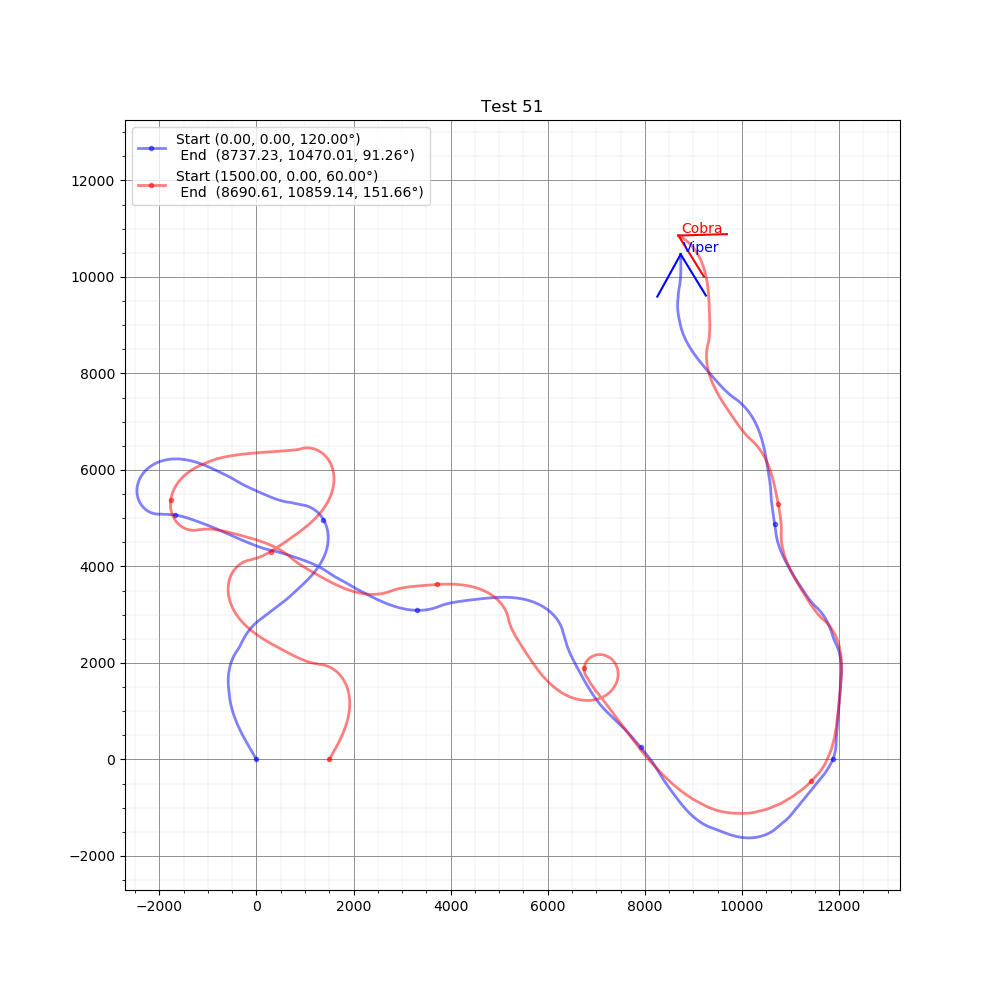 Test 51
Start (0.00, 0.00, 120.00°)
End (8737.23, 10470.01, 91.26°)
Start (1500.00, 0.00, 60.00°)
End (8690.61, 10859.14, 151.66°)
Cobra
Viper
12000
10000
8000
6000
4000
2000
0
−2000
−2000 0 2000 4000 6000 8000 10000 12000